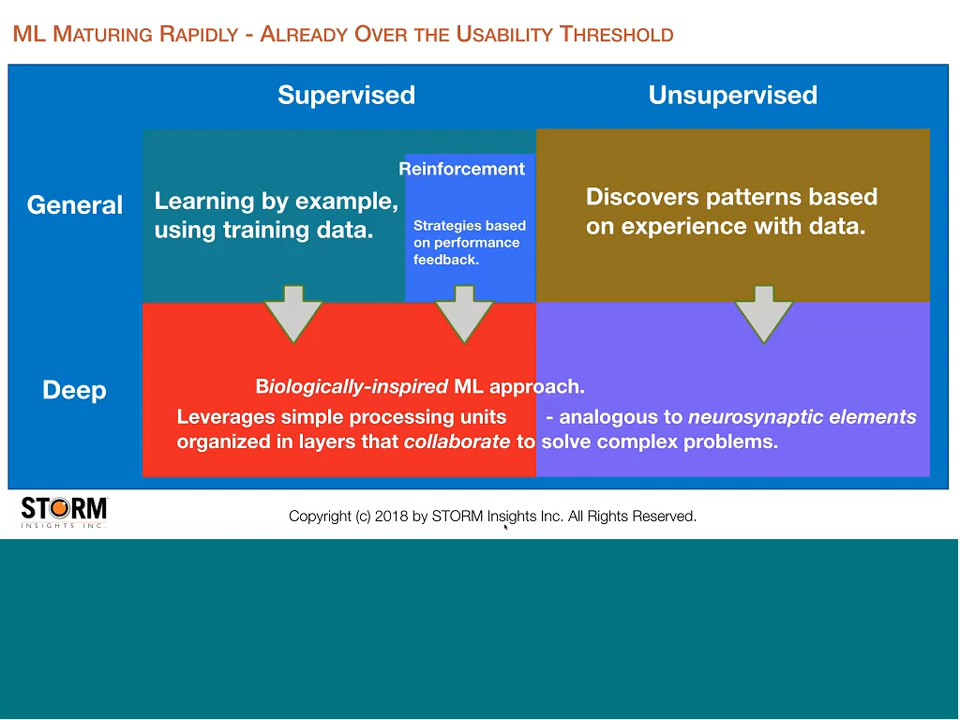 ML MATURING RAPIDLY - ALREADY OVER THE USABILITY THRESHOLD
Supervised
Unsupervised
General
Learning by example,
using training data.
Reinforcement
Strategies based
on performance
feedback.
Discovers patterns based
on experience with data.
Deep
Biologically-inspired ML approach.
Leverages simple processing units - analogous to neurosynaptic elements
organized in layers that collaborate to solve complex problems.
STORM
INSIGHTS INC.
Copyright (c) 2018 by STORM Insights Inc. All Rights Reserved.